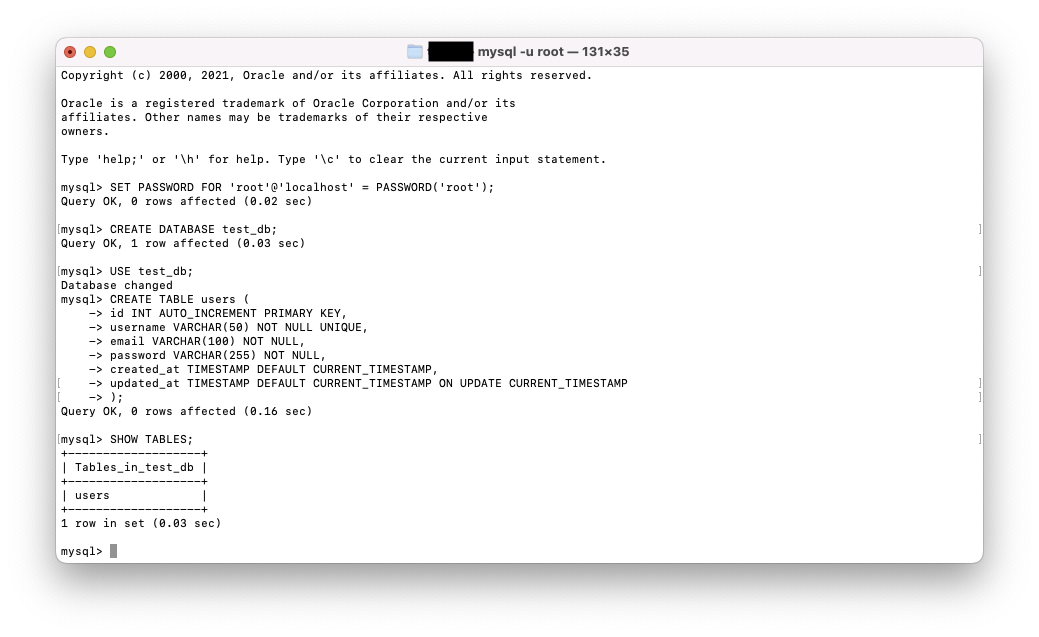 mysql -u root — 131×35
Copyright (c) 2000, 2021, Oracle and/or its affiliates. All rights reserved.
Oracle is a registered trademark of Oracle Corporation and/or its
affiliates. Other names may be trademarks of their respective
owners.
Type 'help;' or '\h' for help. Type '\c' to clear the current input statement.
mysql> SET PASSWORD FOR 'root'@'localhost' = PASSWORD('root');
Query OK, 0 rows affected (0.02 sec)
[mysql> CREATE DATABASE test_db; ]
Query OK, 1 row affected (0.03 sec)
[mysql> USE test_db; ]
Database changed
mysql> CREATE TABLE users (
    -> id INT AUTO_INCREMENT PRIMARY KEY,
    -> username VARCHAR(50) NOT NULL UNIQUE,
    -> email VARCHAR(100) NOT NULL,
    -> password VARCHAR(255) NOT NULL,
    -> created_at TIMESTAMP DEFAULT CURRENT_TIMESTAMP,
[    -> updated_at TIMESTAMP DEFAULT CURRENT_TIMESTAMP ON UPDATE CURRENT_TIMESTAMP ]
[    -> ); ]
Query OK, 0 rows affected (0.16 sec)
[mysql> SHOW TABLES; ]
+-------------------+
| Tables_in_test_db |
+-------------------+
| users             |
+-------------------+
1 row in set (0.03 sec)
mysql>